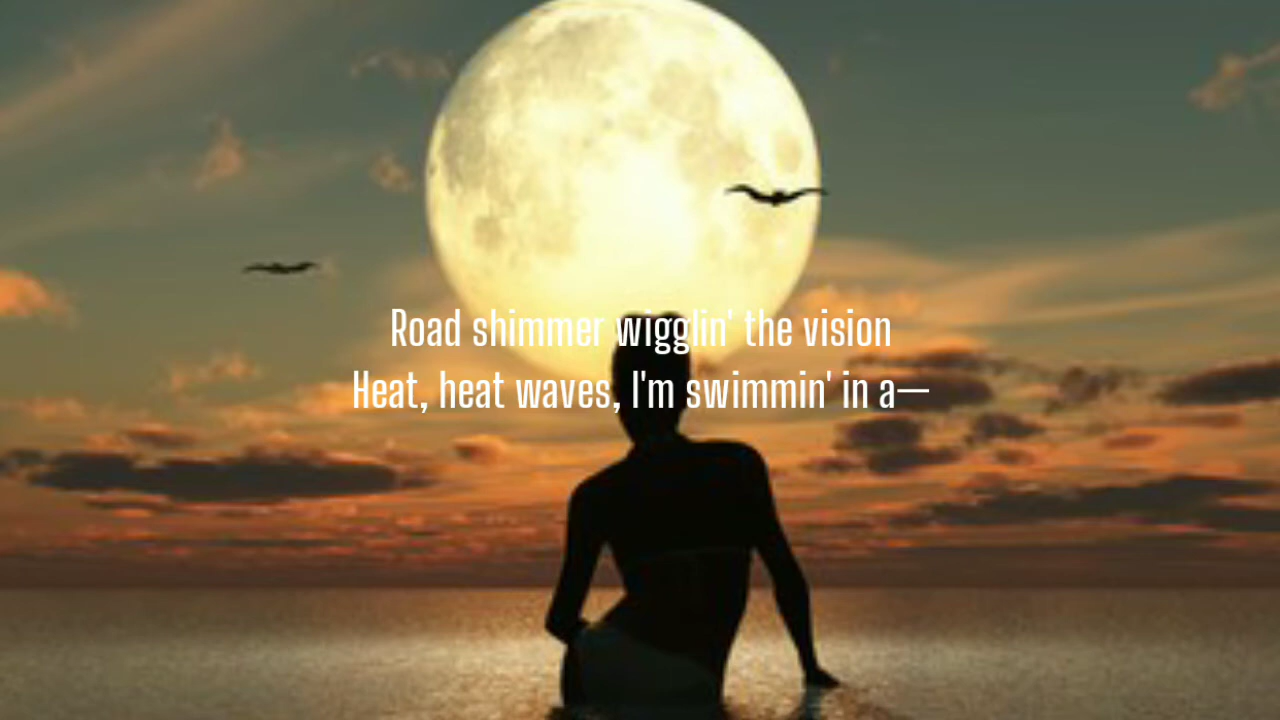 Road shimmer wigglin' the vision
Heat, heat waves, I'm swimmin' in a—